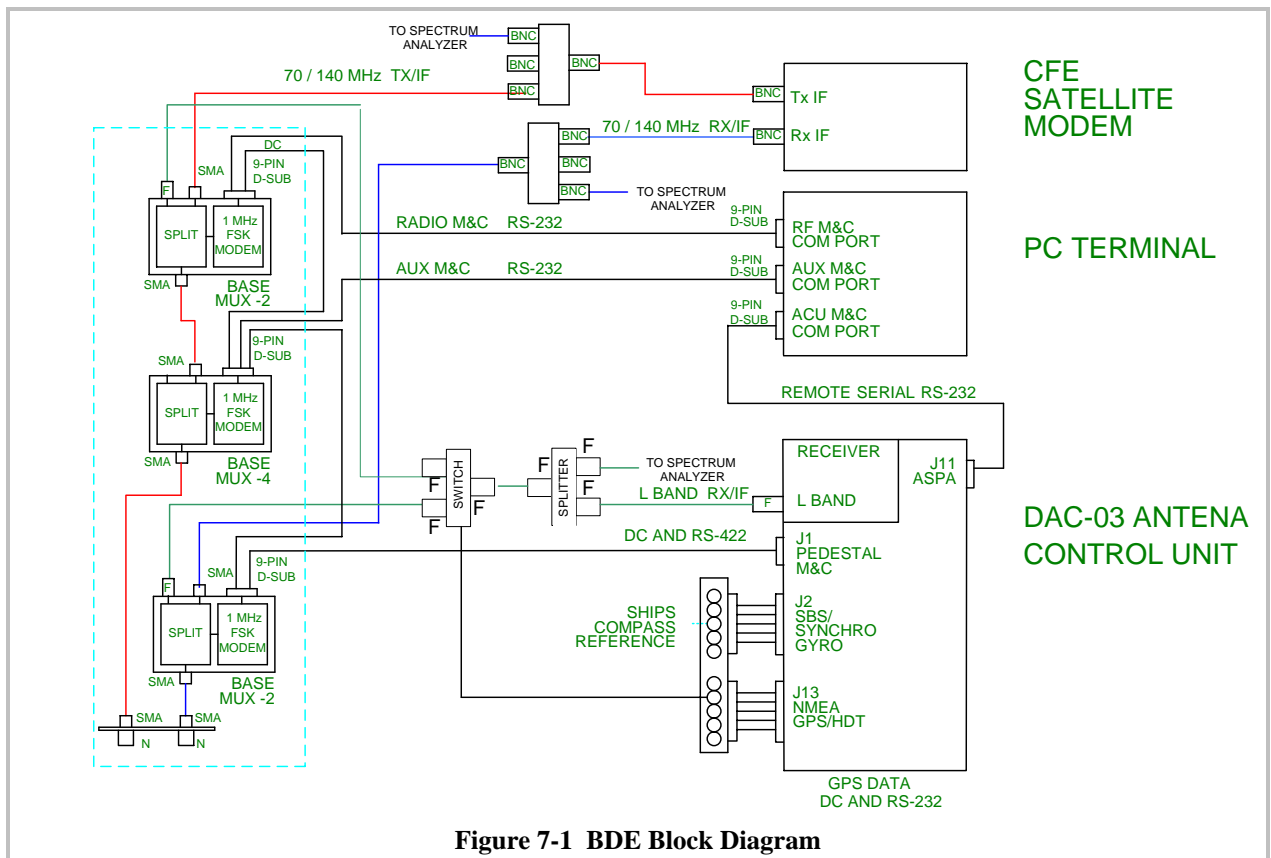 TO SPECTRUM
ANALYZER
BNC
BNC
BNC
BNC
70 / 140 MHz TX/IF
BNC
Tx IF
BNC
Rx IF
CFE
SATELLITE
MODEM
70 / 140 MHz RX/IF
BNC
BNC
BNC
BNC
TO SPECTRUM
ANALYZER
DC
SMA
9-PIN
D-SUB
F
SPLIT
1 MHz
FSK
MODEM
SMA
BASE
MUX -2
RADIO M&C RS-232
AUX M&C RS-232
9-PIN
D-SUB
RF M&C
COM PORT
9-PIN
D-SUB
AUX M&C
COM PORT
9-PIN
D-SUB
ACU M&C
COM PORT
PC TERMINAL
9-PIN
D-SUB
SMA
SPLIT
1 MHz
FSK
MODEM
SMA
BASE
MUX -4
REMOTE SERIAL RS-232
F
F
F
SWITCH
F
F
F
SPLITTER
TO SPECTRUM
ANALYZER
L BAND RX/IF
RECEIVER
F
L BAND
J11
ASPA
DC AND RS-422
J1
PEDESTAL
M&C
DAC-03 ANTENA
CONTROL UNIT
SMA
9-PIN
D-SUB
F
SPLIT
1 MHz
FSK
MODEM
SMA
BASE
MUX -2
SHIPS
COMPASS
REFERENCE
J2
SBS/
SYNCHRO
GYRO
J13
NMEA
GPS/HDT
SMA
SMA
N
N
GPS DATA
DC AND RS-232
Figure 7-1 BDE Block Diagram